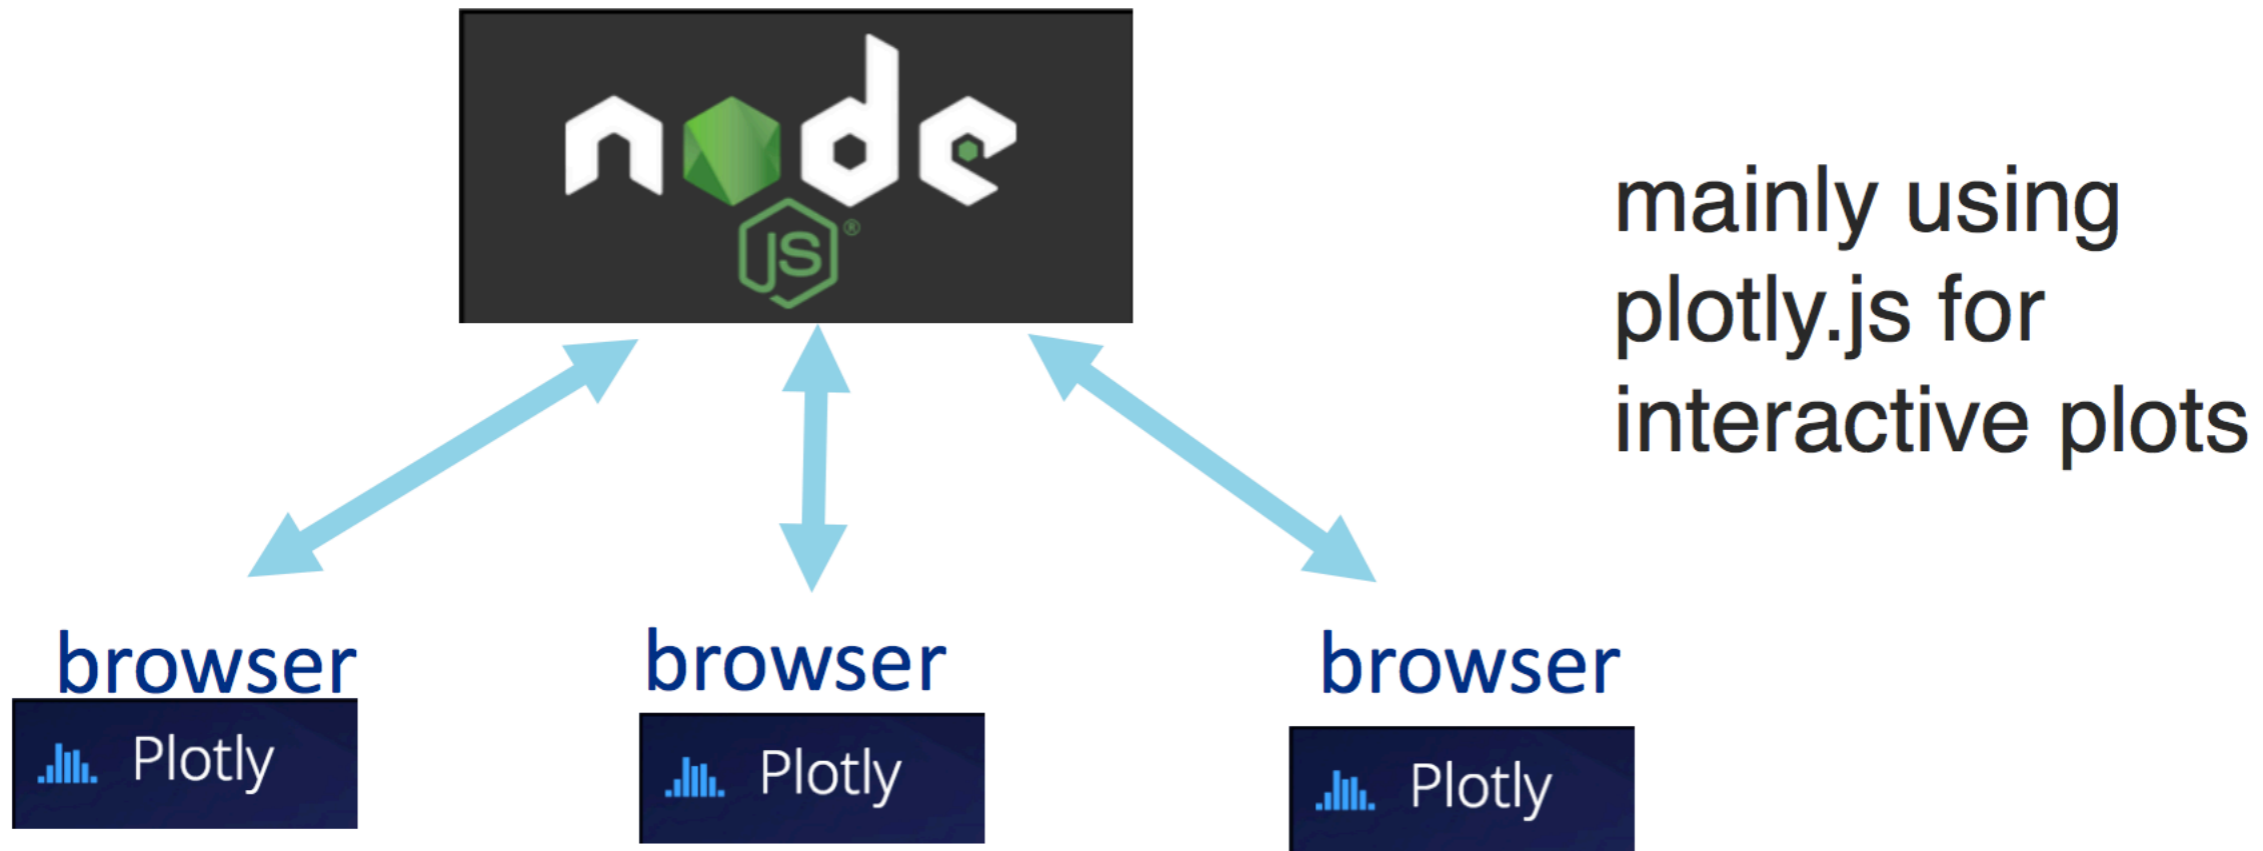 node
JS®
mainly using
plotly.js for
interactive plots
browser
browser
browser
Plotly
Plotly
Plotly